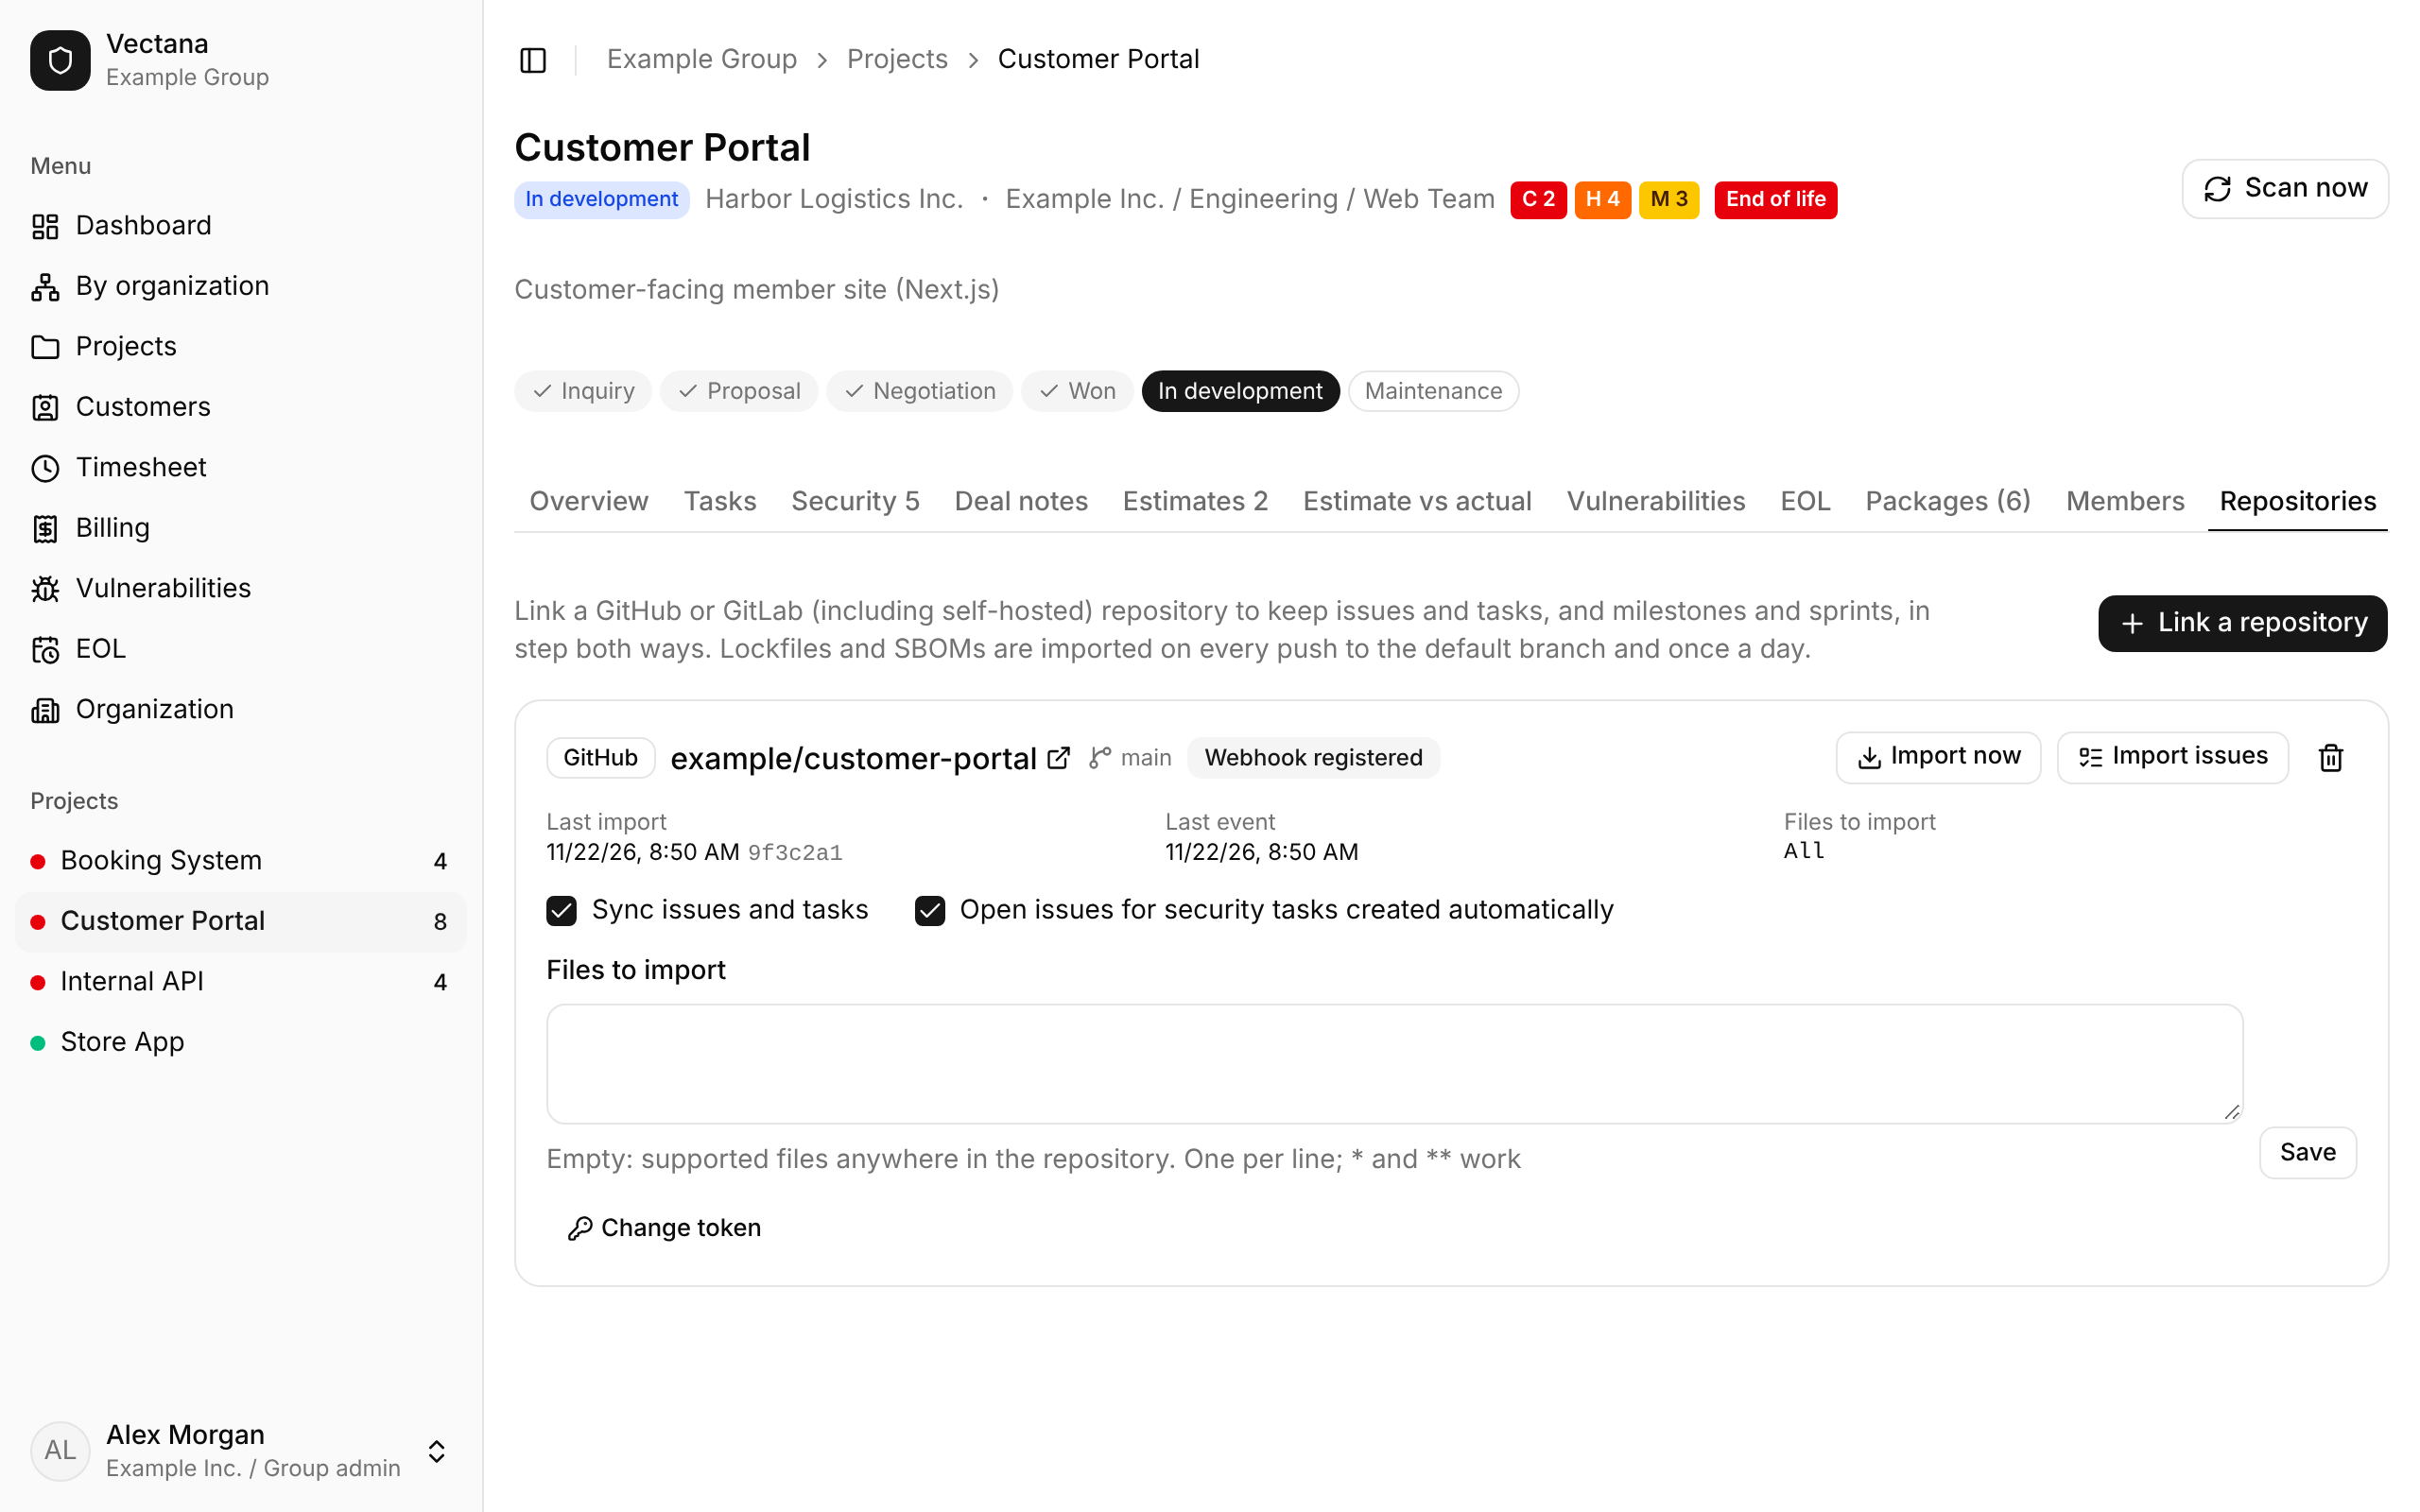 Vectana
Example Group
Menu
Dashboard
By organization
Projects
Customers
Timesheet
Billing
Vulnerabilities
EOL
Organization
Projects
Booking System 4
Customer Portal 8
Internal API 4
Store App
AL
Alex Morgan
Example Inc. / Group admin
Example Group > Projects > Customer Portal
Customer Portal
In development Harbor Logistics Inc. · Example Inc. / Engineering / Web Team C 2 H 4 M 3 End of life
Scan now
Customer-facing member site (Next.js)
Inquiry Proposal Negotiation Won In development Maintenance
Overview Tasks Security 5 Deal notes Estimates 2 Estimate vs actual Vulnerabilities EOL Packages (6) Members Repositories
Link a GitHub or GitLab (including self-hosted) repository to keep issues and tasks, and milestones and sprints, in
step both ways. Lockfiles and SBOMs are imported on every push to the default branch and once a day.
Link a repository
GitHub example/customer-portal main Webhook registered Import now Import issues
Last import Last event Files to import
11/22/26, 8:50 AM 9f3c2a1 11/22/26, 8:50 AM All
Sync issues and tasks Open issues for security tasks created automatically
Files to import
Empty: supported files anywhere in the repository. One per line; * and ** work
Save
Change token